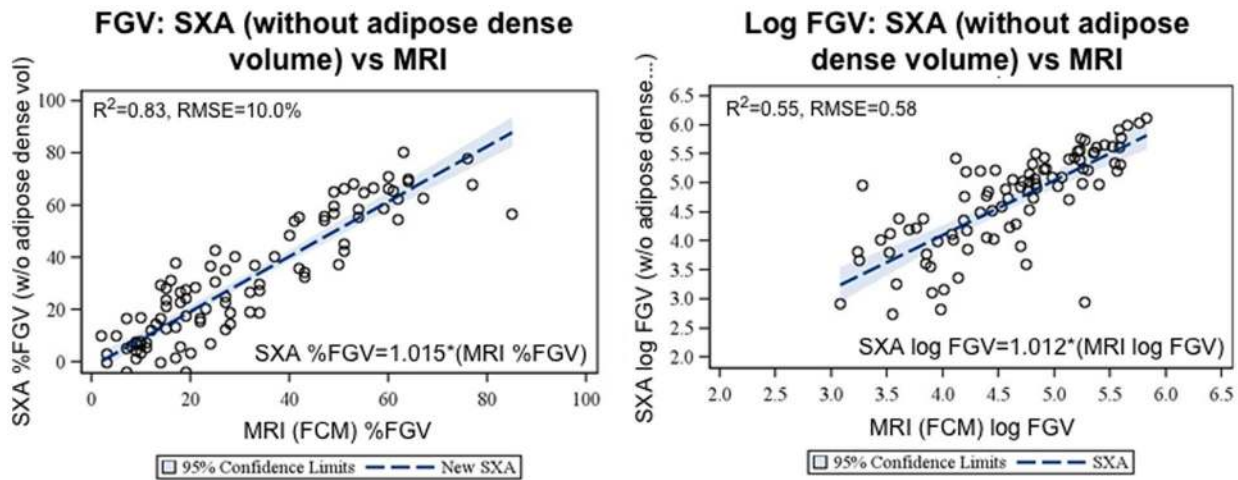 FGV: SXA (without adipose dense
volume) vs MRI
SXA %FGV (w/o adipose dense vol)
R²=0.83, RMSE=10.0%
100
80
60
40
20
0
SXA %FGV=1.015*(MRI %FGV)
0 20 40 60 80 100
MRI (FCM) %FGV
95% Confidence Limits New SXA
Log FGV: SXA (without adipose
dense volume) vs MRI
SXA log FGV (w/o adipose dense...)
R²=0.55, RMSE=0.58
6.5
6.0
5.5
5.0
4.5
4.0
3.5
3.0
2.5
2.0
SXA log FGV=1.012*(MRI log FGV)
2.0 2.5 3.0 3.5 4.0 4.5 5.0 5.5 6.0 6.5
MRI (FCM) log FGV
95% Confidence Limits SXA